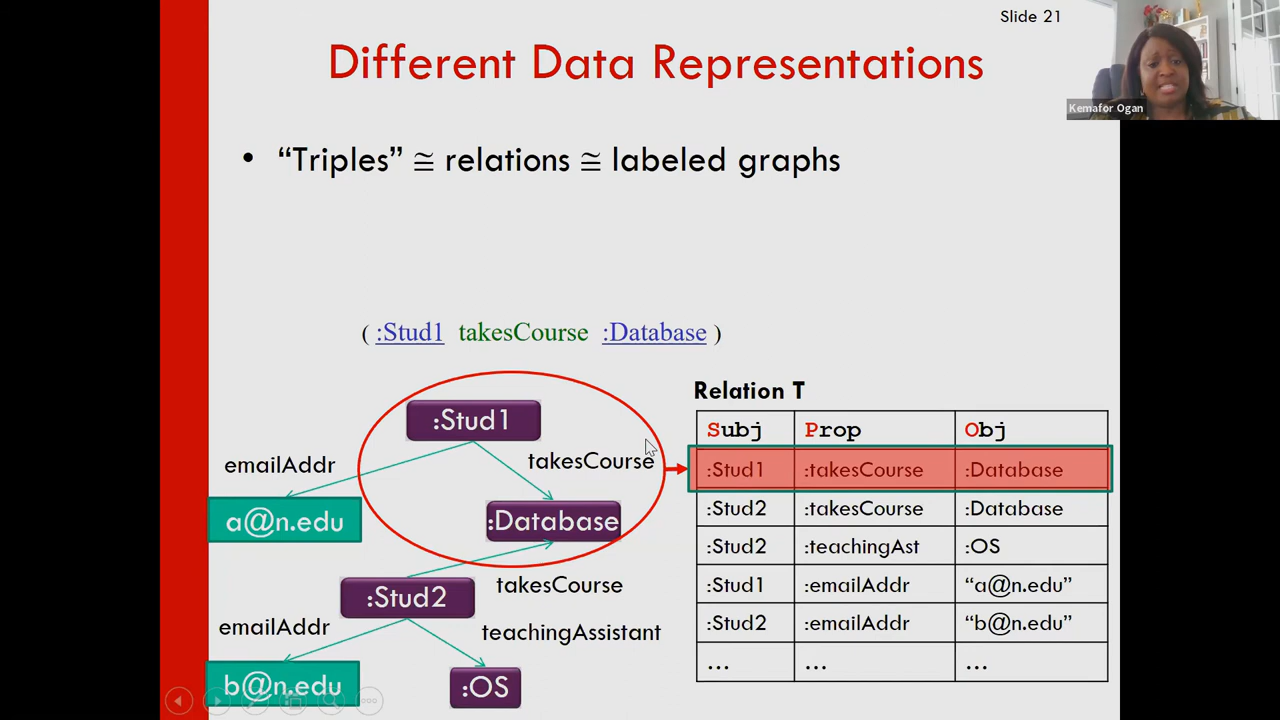 Slide 21
Different Data Representations
Kemafor Ogan
• “Triples” ≅ relations ≅ labeled graphs
( :Stud1 takesCourse :Database )
:Stud1
emailAddr
takesCourse
a@n.edu
:Database
:Stud2
takesCourse
emailAddr
teachingAssistant
b@n.edu
:OS
Relation T
Subj Prop Obj
:Stud1 :takesCourse :Database
:Stud2 :takesCourse :Database
:Stud2 :teachingAst :OS
:Stud1 :emailAddr “a@n.edu”
:Stud2 :emailAddr “b@n.edu”
... ... ...